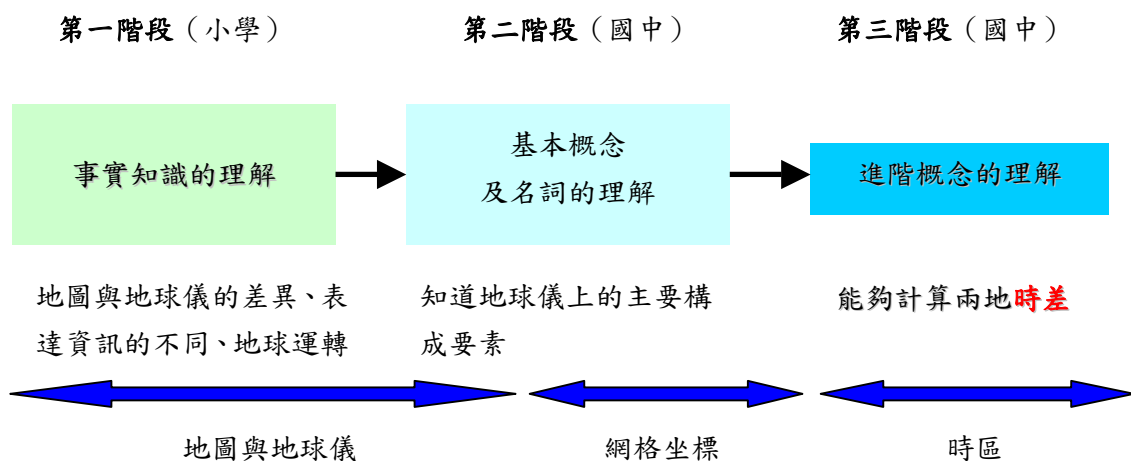 第一階段（小學）
第二階段（國中）
第三階段（國中）
事實知識的理解
基本概念
及名詞的理解
進階概念的理解
地圖與地球儀的差異、表
達資訊的不同、地球運轉
知道地球儀上的主要構
成要素
能夠計算兩地時差
地圖與地球儀
網格坐標
時區